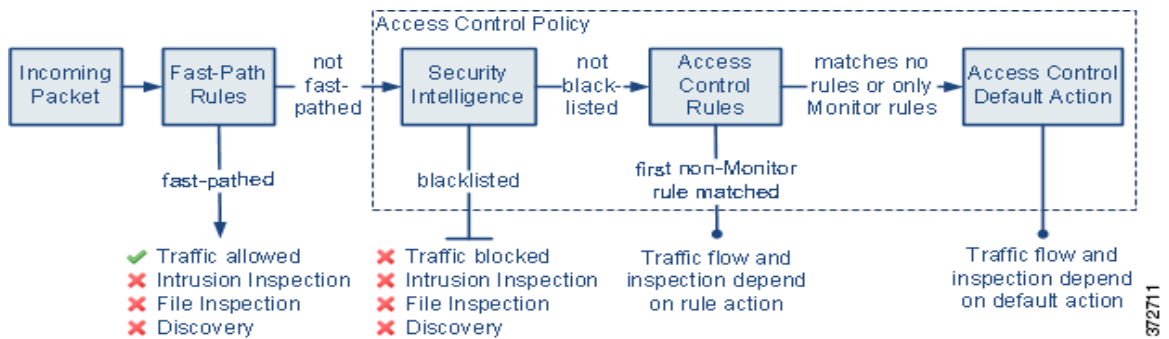 Access Control Policy
Incoming
Packet
Fast-Path
Rules
not
fast-
pathed
Security
Intelligence
not
black-
listed
Access
Control
Rules
matches no
rules or only
Monitor rules
Access Control
Default Action
fast-pathed
blacklisted
first non-Monitor
rule matched
Traffic allowed
Intrusion Inspection
File Inspection
Discovery
Traffic blocked
Intrusion Inspection
File Inspection
Discovery
Traffic flow and
inspection depend
on rule action
Traffic flow and
inspection depend
on default action
372711